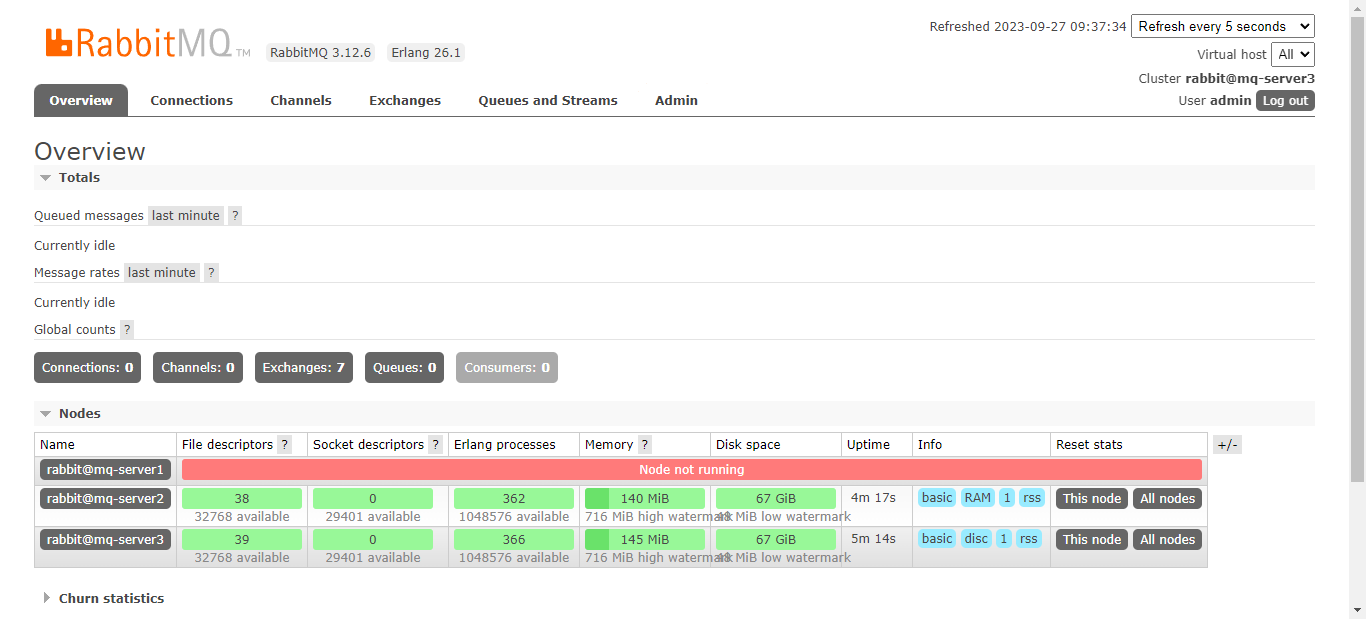 RabbitMQ TM RabbitMQ 3.12.6 Erlang 26.1
Refreshed 2023-09-27 09:37:34 Refresh every 5 seconds
Virtual host All
Cluster rabbit@mq-server3
User admin Log out
Overview Connections Channels Exchanges Queues and Streams Admin
Overview
Totals
Queued messages last minute ?
Currently idle
Message rates last minute ?
Currently idle
Global counts ?
Connections: 0 Channels: 0 Exchanges: 7 Queues: 0 Consumers: 0
Nodes
Name File descriptors ? Socket descriptors ? Erlang processes Memory ? Disk space Uptime Info Reset stats +/-
rabbit@mq-server1 Node not running
rabbit@mq-server2 38 0 362 140 MiB 67 GiB 4m 17s basic RAM 1 rss This node All nodes
32768 available 29401 available 1048576 available 716 MiB high watermark 48 MiB low watermark
rabbit@mq-server3 39 0 366 145 MiB 67 GiB 5m 14s basic disc 1 rss This node All nodes
32768 available 29401 available 1048576 available 716 MiB high watermark 48 MiB low watermark
Churn statistics